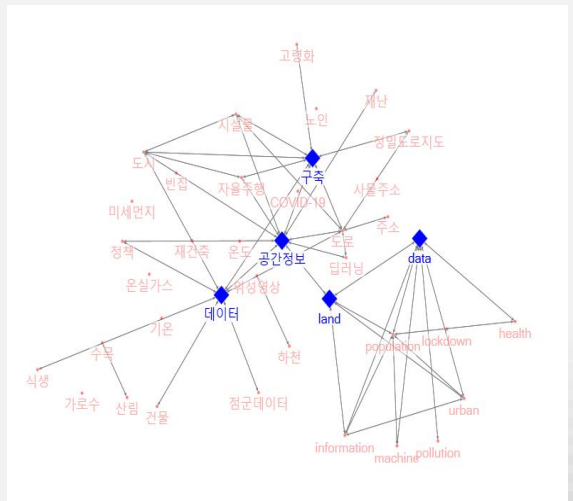 고령화
재난
시설물
노인
정밀도로지도
도시
구축
빈집
자율주행
사물주소
COVID-19
미세먼지
주소
정책
재건축
온도
공간정보
도로
data
딥러닝
온실가스
위성영상
데이터
land
기온
수목
하천
population
lockdown
health
식생
가로수
산림
건물
점군데이터
urban
information
machine
pollution